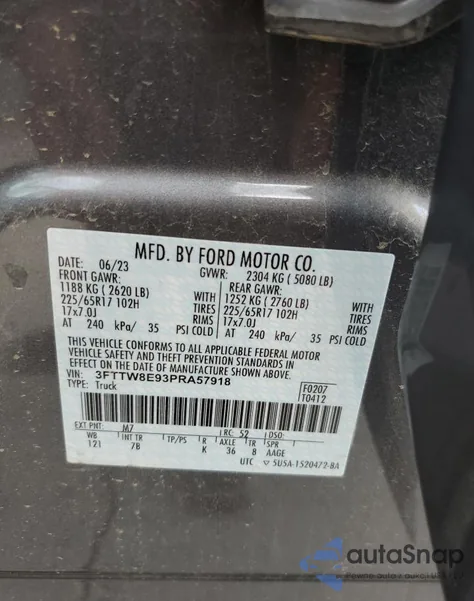 MFD. BY FORD MOTOR CO.
DATE: 06/23 GVWR: 2304 KG ( 5080 LB)
FRONT GAWR: REAR GAWR:
1188 KG ( 2620 LB) WITH 1252 KG ( 2760 LB) WITH
225/65R17 102H TIRES 225/65R17 102H TIRES
17x7.0J RIMS 17x7.0J RIMS
AT 240 kPa/ 35 PSI COLD AT 240 kPa/ 35 PSI COLD
THIS VEHICLE CONFORMS TO ALL APPLICABLE FEDERAL MOTOR
VEHICLE SAFETY AND THEFT PREVENTION STANDARDS IN
EFFECT ON THE DATE OF MANUFACTURE SHOWN ABOVE.
VIN: 3FTTW8E93PRA57918
TYPE: Truck
F0207
T0412
EXT PNT: M7 RC: 52 DSO:
WB INT TR TP/PS R AXLE TR SPR
121 7B K 36 8 AAGE
UTC 5U5A-1520472-BA
autoSnap